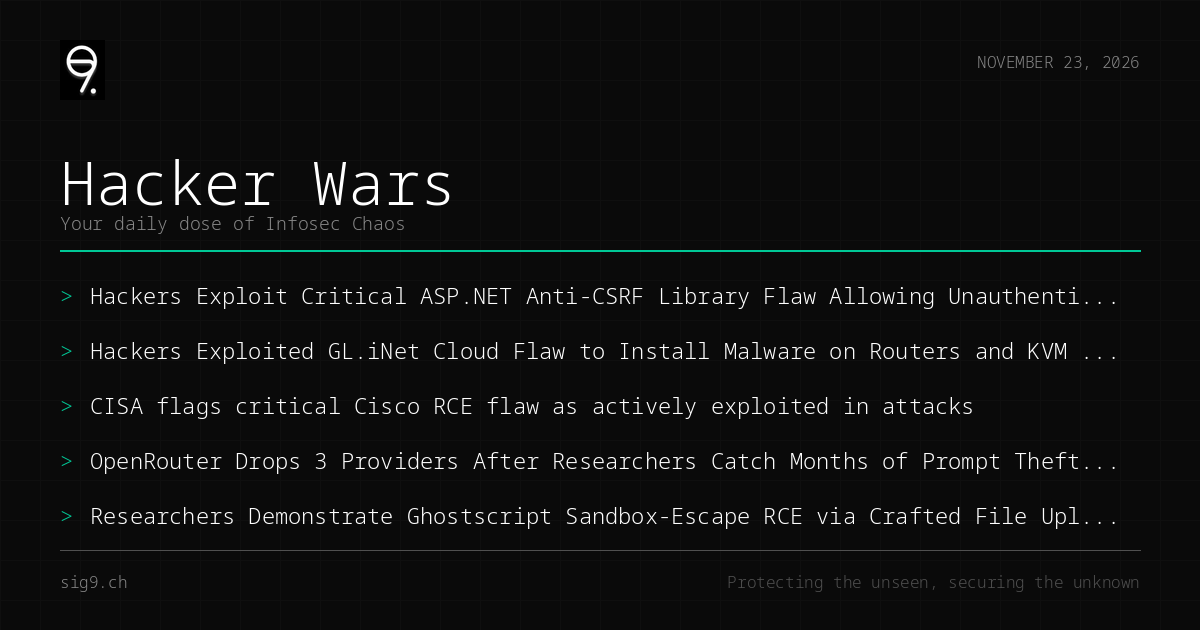 NOVEMBER 23, 2026
Hacker Wars
Your daily dose of Infosec Chaos
> Hackers Exploit Critical ASP.NET Anti-CSRF Library Flaw Allowing Unauthenti...
> Hackers Exploited GL.iNet Cloud Flaw to Install Malware on Routers and KVM ...
> CISA flags critical Cisco RCE flaw as actively exploited in attacks
> OpenRouter Drops 3 Providers After Researchers Catch Months of Prompt Theft...
> Researchers Demonstrate Ghostscript Sandbox-Escape RCE via Crafted File Upl...
sig9.ch
Protecting the unseen, securing the unknown